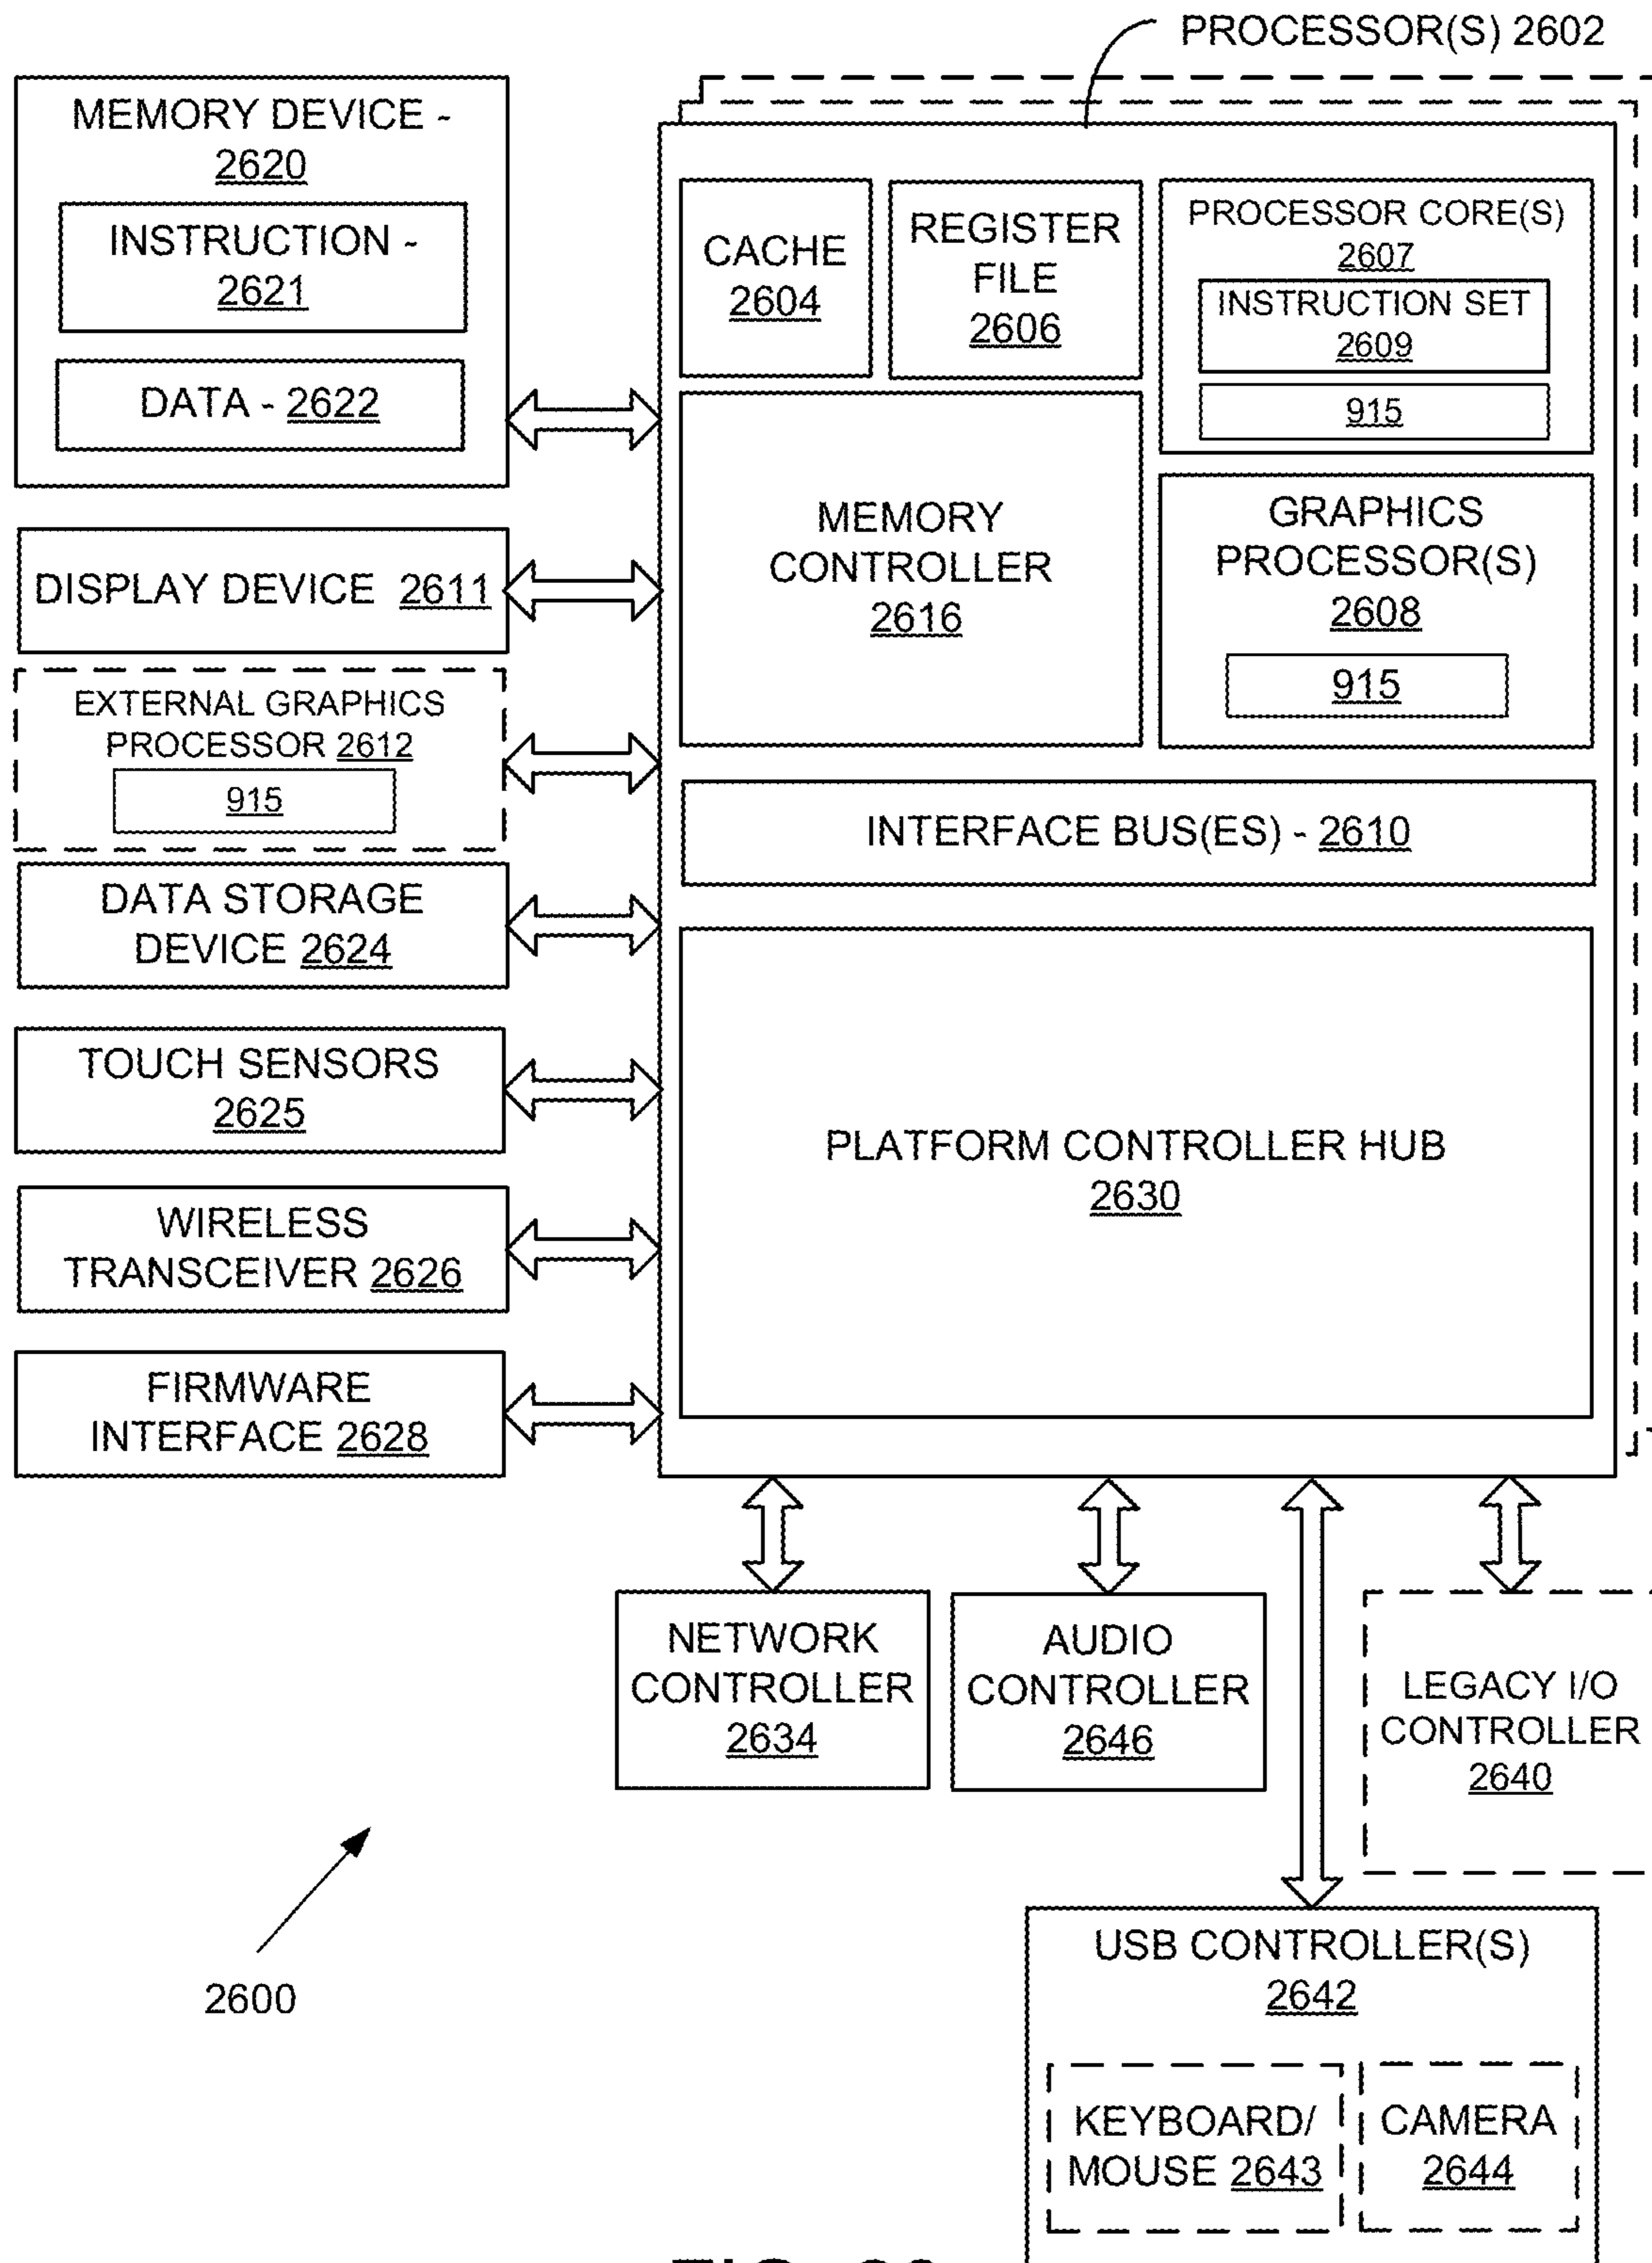 PROCESSOR(S) 2602
MEMORY DEVICE -
2620
INSTRUCTION -
2621
DATA - 2622
DISPLAY DEVICE 2611
EXTERNAL GRAPHICS
PROCESSOR 2612
915
DATA STORAGE
DEVICE 2624
TOUCH SENSORS
2625
WIRELESS
TRANSCEIVER 2626
FIRMWARE
INTERFACE 2628
CACHE
2604
REGISTER
FILE
2606
PROCESSOR CORE(S)
2607
INSTRUCTION SET
2609
915
MEMORY
CONTROLLER
2616
GRAPHICS
PROCESSOR(S)
2608
915
INTERFACE BUS(ES) - 2610
PLATFORM CONTROLLER HUB
2630
NETWORK
CONTROLLER
2634
AUDIO
CONTROLLER
2646
LEGACY I/O
CONTROLLER
2640
2600
USB CONTROLLER(S)
2642
KEYBOARD/
MOUSE 2643
CAMERA
2644